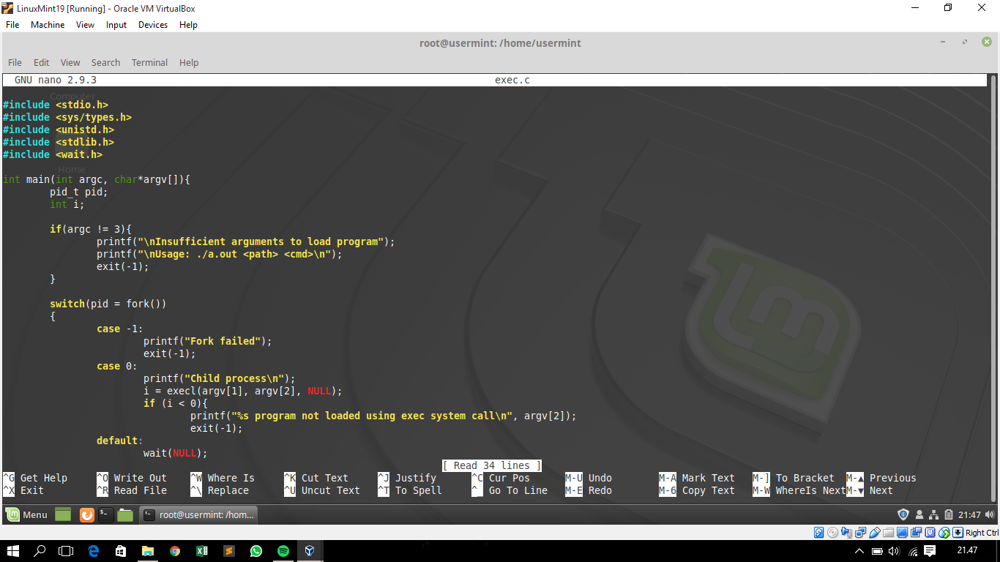 LinuxMint19 [Running] - Oracle VM VirtualBox
File Machine View Input Devices Help
root@usermint: /home/usermint
File Edit View Search Terminal Help
GNU nano 2.9.3 exec.c
Computer
#include <stdio.h>
#include <sys/types.h>
#include <unistd.h>
#include <stdlib.h>
#include <wait.h>
Home
int main(int argc, char*argv[]){
pid_t pid;
int i;
if(argc != 3){
printf("\nInsufficient arguments to load program");
printf("\nUsage: ./a.out <path> <cmd>\n");
exit(-1);
}
switch(pid = fork())
{
case -1:
printf("Fork failed");
exit(-1);
case 0:
printf("Child process\n");
i = execl(argv[1], argv[2], NULL);
if (i < 0){
printf("%s program not loaded using exec system call\n", argv[2]);
exit(-1);
default:
wait(NULL);
[ Read 34 lines ]
^G Get Help ^O Write Out ^W Where Is ^K Cut Text ^J Justify ^C Cur Pos M-U Undo M-A Mark Text M-] To Bracket M-▲ Previous
^X Exit ^R Read File ^\ Replace ^U Uncut Text ^T To Spell ^_ Go To Line M-E Redo M-6 Copy Text M-W WhereIs Next M-▼ Next
Menu root@usermint: /hom... 21:47
Right Ctrl
21.47